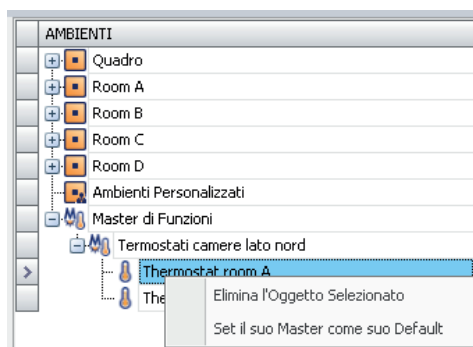 AMBIENTI
Quadro
Room A
Room B
Room C
Room D
Ambienti Personalizzati
Master di Funzioni
Termostati camere lato nord
Thermostat room A
Elimina l'Oggetto Selezionato
Set il suo Master come suo Default